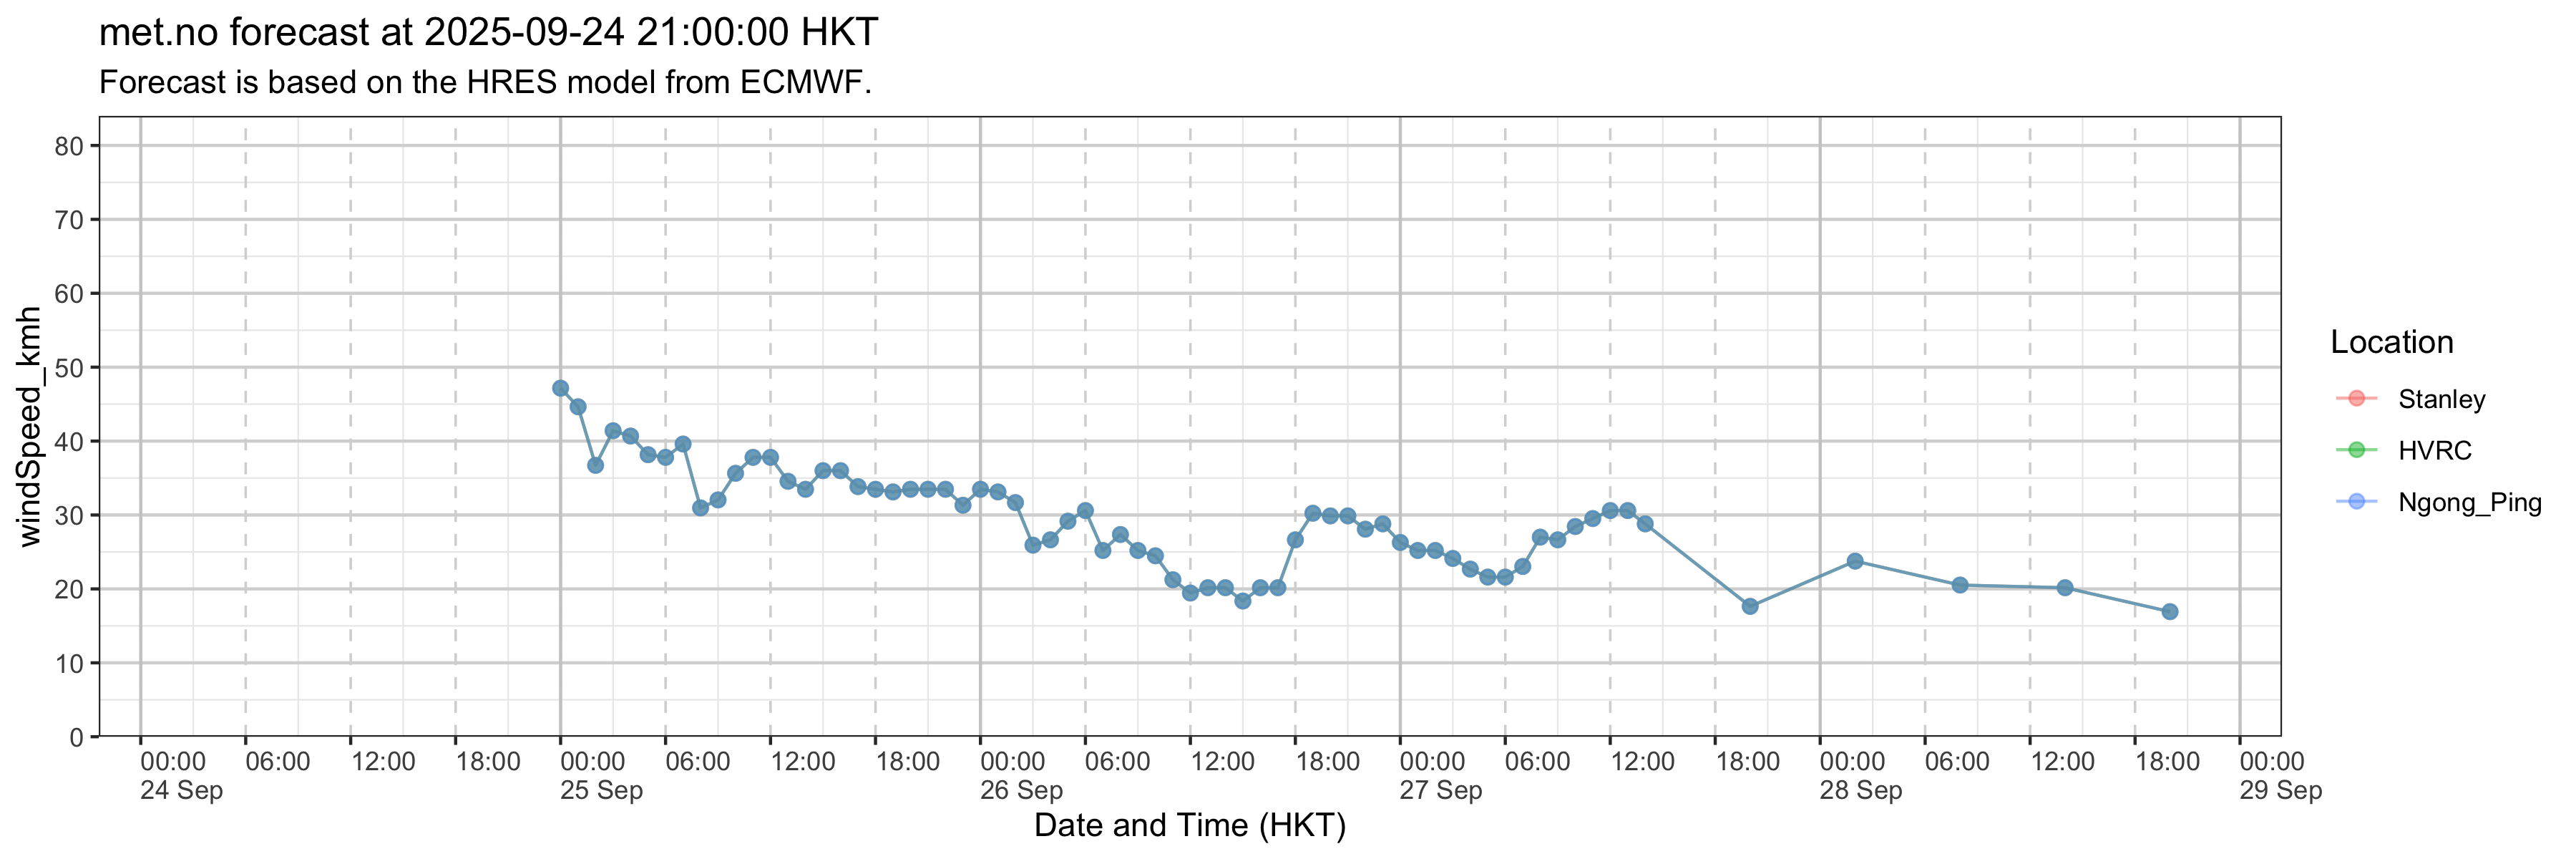 met.no forecast at 2025-09-24 21:00:00 HKT
Forecast is based on the HRES model from ECMWF.
windSpeed_kmh
80
70
60
50
40
30
20
10
0
00:00 06:00 12:00 18:00 00:00 06:00 12:00 18:00 00:00 06:00 12:00 18:00 00:00 06:00 12:00 18:00 00:00 06:00 12:00 18:00 00:00
24 Sep 25 Sep 26 Sep 27 Sep 28 Sep 29 Sep
Date and Time (HKT)
Location
Stanley
HVRC
Ngong_Ping